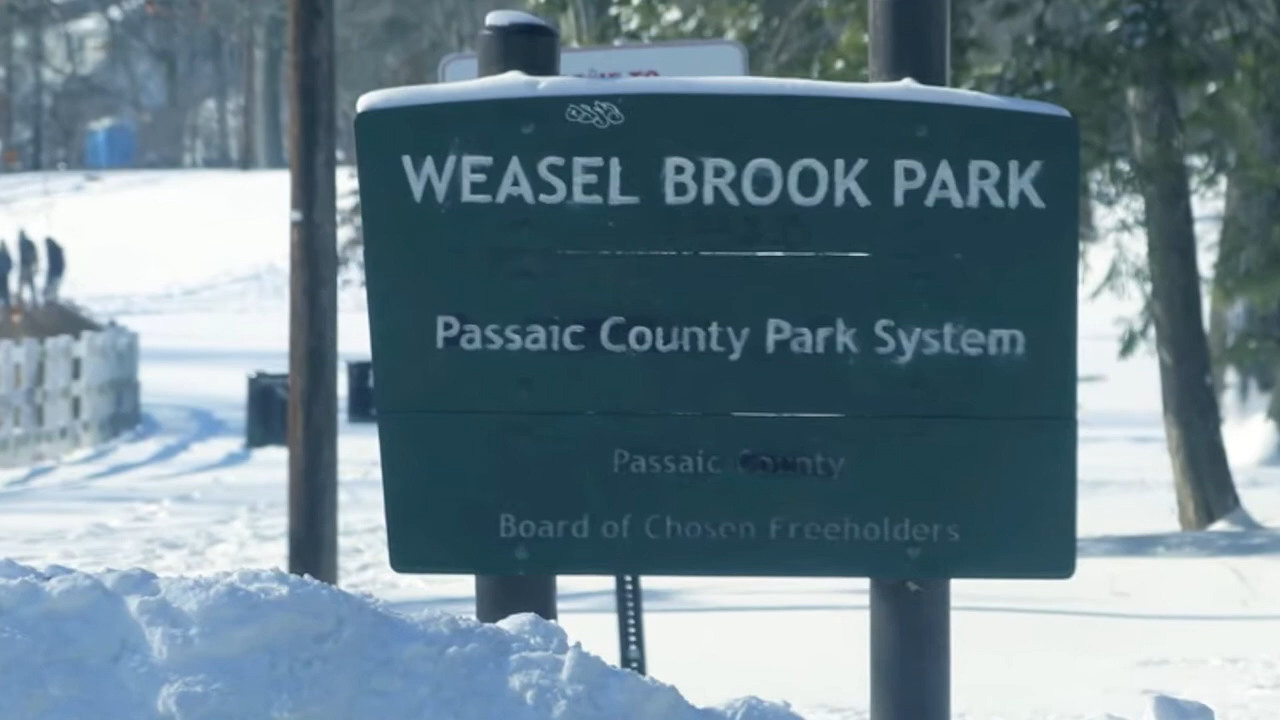 WEASEL BROOK PARK
Passaic County Park System
Passaic County
Board of Chosen Freeholders